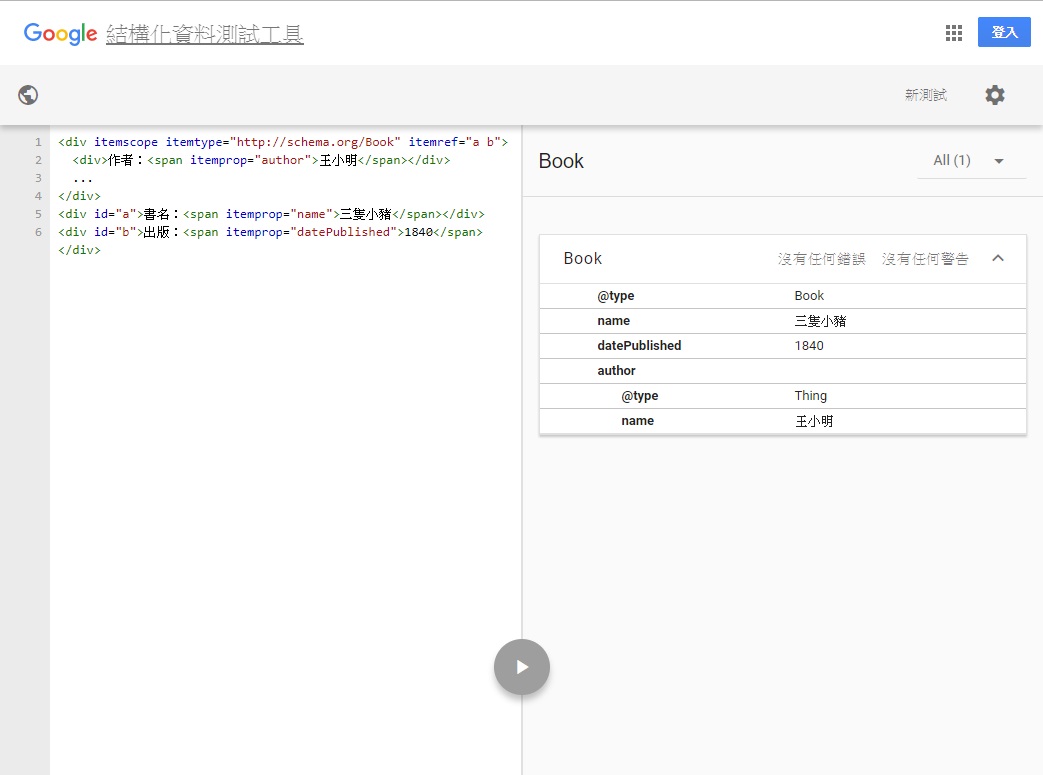 Google 結構化資料測試工具
登入
新測試
1 <div itemscope itemtype="http://schema.org/Book" itemref="a b">
2 <div>作者：<span itemprop="author">王小明</span></div>
3 ...
4 </div>
5 <div id="a">書名：<span itemprop="name">三隻小豬</span></div>
6 <div id="b">出版：<span itemprop="datePublished">1840</span>
</div>
Book
All (1)
Book 沒有任何錯誤 沒有任何警告
@type Book
name 三隻小豬
datePublished 1840
author
@type Thing
name 王小明